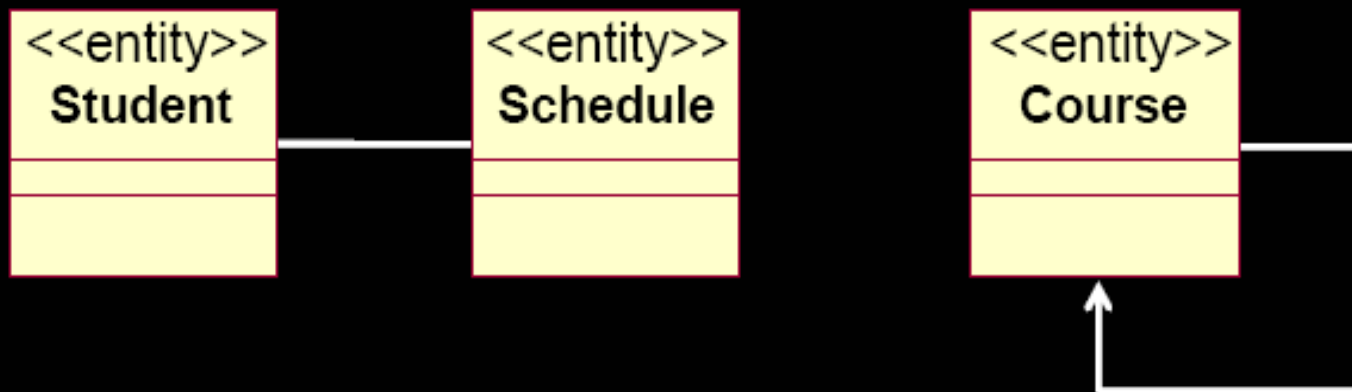 <<entity>>
Student
<<entity>>
Schedule
<<entity>>
Course